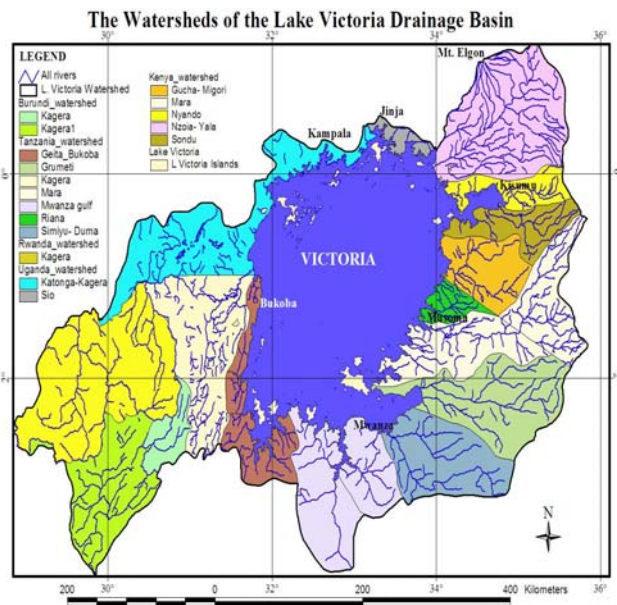 The Watersheds of the Lake Victoria Drainage Basin
LEGEND
All rivers
L. Victoria Watershed
Burundi_watershed
Kagera
Kagera1
Tanzania_watershed
Geita_Bukoba
Grumeti
Kagera
Mara
Mwanza gulf
Riana
Simiyu- Duma
Rwanda_watershed
Kagera
Uganda_watershed
Katonga-Kagera
Sio
Kenya_watershed
Gucha- Migori
Mara
Nyando
Nzoia- Yala
Sondu
Lake Victoria
L Victoria Islands
34°
36°
Mt. Elgon
Jinja
Kampala
0°
Kisumu
VICTORIA
Bukoba
Musoma
2°
Mwanza
N
30°
32°
34°
36°
200 0 200 400 Kilometers